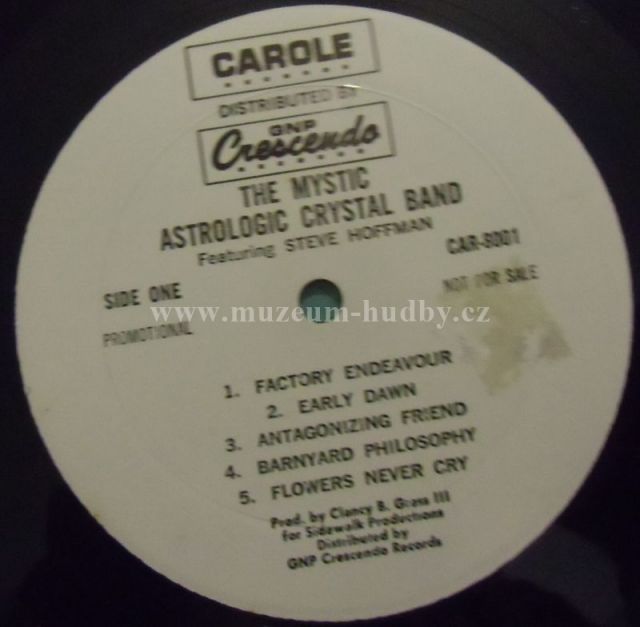 CAROLE
DISTRIBUTED BY
GNP
Crescendo
THE MYSTIC
ASTROLOGIC CRYSTAL BAND
Featuring STEVE HOFFMAN
CAR-8001
SIDE ONE
NOT FOR SALE
PROMOTIONAL
www.muzeum-hudby.cz
1. FACTORY ENDEAVOUR
2. EARLY DAWN
3. ANTAGONIZING FRIEND
4. BARNYARD PHILOSOPHY
5. FLOWERS NEVER CRY
Prod. by Clancy B. Grass III
for Sidewalk Productions
Distributed by
GNP Crescendo Records